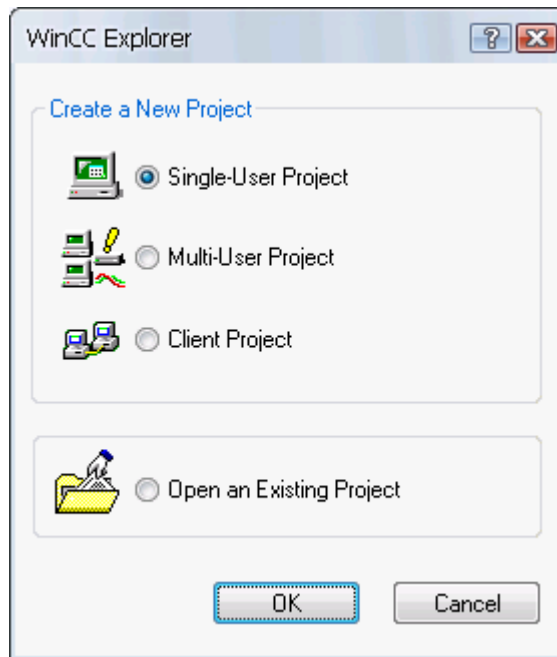 WinCC Explorer
Create a New Project
Single-User Project
Multi-User Project
Client Project
Open an Existing Project
OK
Cancel